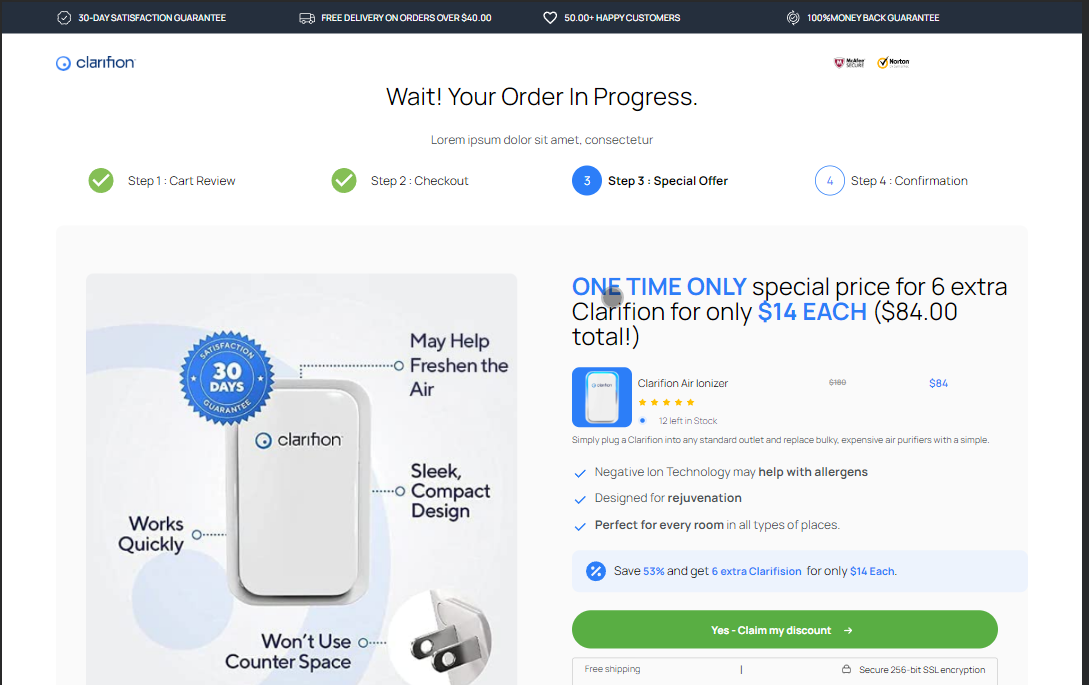 30-DAY SATISFACTION GUARANTEE
FREE DELIVERY ON ORDERS OVER $40.00
50.00+ HAPPY CUSTOMERS
100%MONEY BACK GUARANTEE
clarifion
McAfee SECURE
Norton
Wait! Your Order In Progress.
Lorem ipsum dolor sit amet, consectetur
Step 1 : Cart Review
Step 2 : Checkout
3 Step 3 : Special Offer
4 Step 4 : Confirmation
SATISFACTION
30
DAYS
GUARANTEE
May Help
Freshen the
Air
clarifion
Sleek,
Compact
Design
Works
Quickly
Won't Use
Counter Space
ONE TIME ONLY special price for 6 extra
Clarifion for only $14 EACH ($84.00
total!)
clarifion
Clarifion Air Ionizer
$180
$84
12 left in Stock
Simply plug a Clarifion into any standard outlet and replace bulky, expensive air purifiers with a simple.
Negative Ion Technology may help with allergens
Designed for rejuvenation
Perfect for every room in all types of places.
Save 53% and get 6 extra Clarifision for only $14 Each.
Yes - Claim my discount →
Free shipping | Secure 256-bit SSL encryption